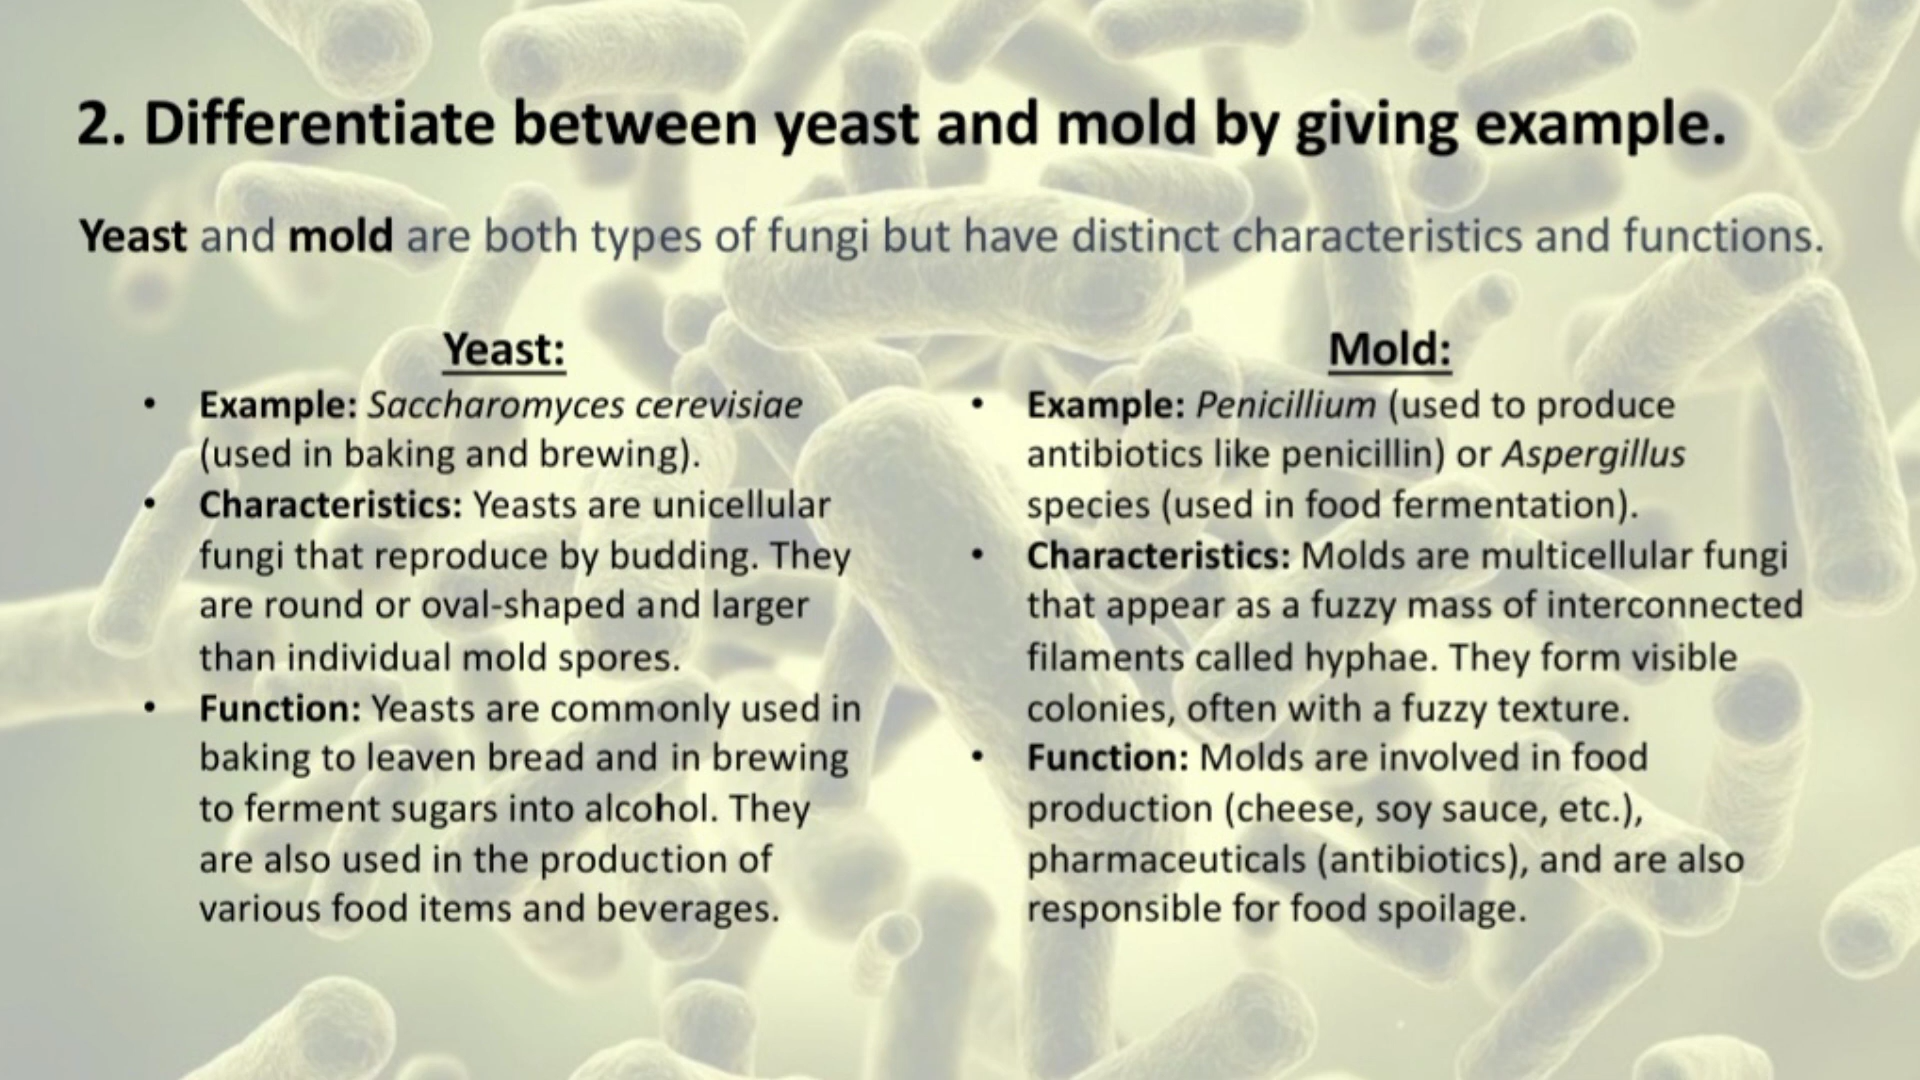 2. Differentiate between yeast and mold by giving example.
Yeast and mold are both types of fungi but have distinct characteristics and functions.
Yeast:
• Example: Saccharomyces cerevisiae
(used in baking and brewing).
• Characteristics: Yeasts are unicellular
fungi that reproduce by budding. They
are round or oval-shaped and larger
than individual mold spores.
• Function: Yeasts are commonly used in
baking to leaven bread and in brewing
to ferment sugars into alcohol. They
are also used in the production of
various food items and beverages.
Mold:
• Example: Penicillium (used to produce
antibiotics like penicillin) or Aspergillus
species (used in food fermentation).
• Characteristics: Molds are multicellular fungi
that appear as a fuzzy mass of interconnected
filaments called hyphae. They form visible
colonies, often with a fuzzy texture.
• Function: Molds are involved in food
production (cheese, soy sauce, etc.),
pharmaceuticals (antibiotics), and are also
responsible for food spoilage.